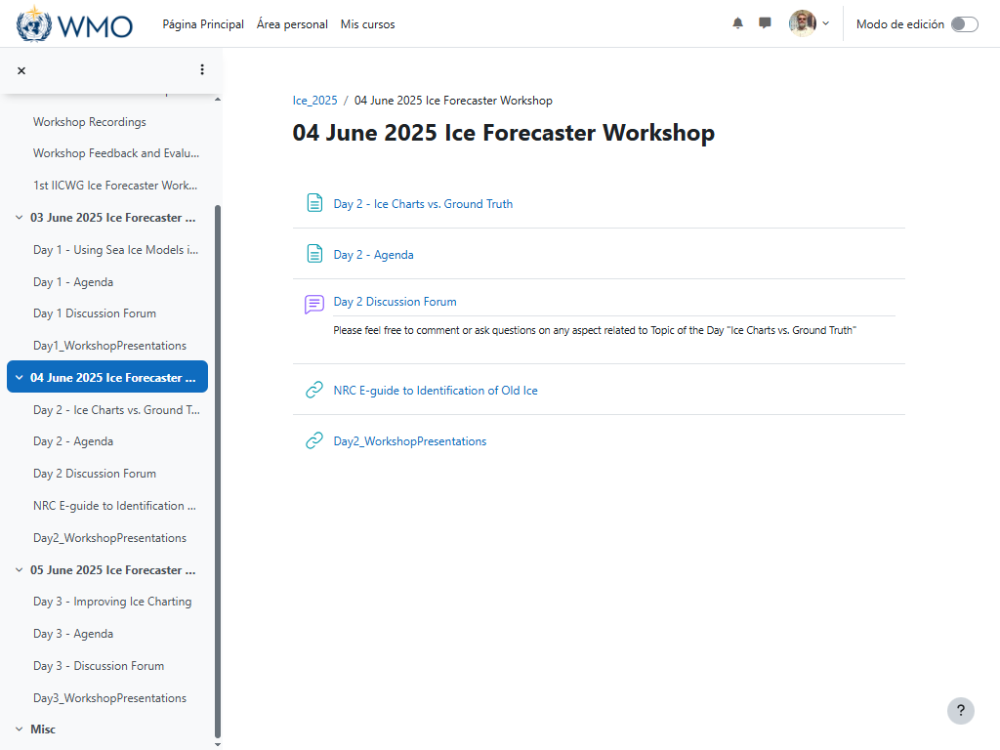 WMO
Página Principal Área personal Mis cursos
Modo de edición
Workshop Recordings
Workshop Feedback and Evalu...
1st IICWG Ice Forecaster Work...
03 June 2025 Ice Forecaster ...
Day 1 - Using Sea Ice Models i...
Day 1 - Agenda
Day 1 Discussion Forum
Day1_WorkshopPresentations
04 June 2025 Ice Forecaster ...
Day 2 - Ice Charts vs. Ground T...
Day 2 - Agenda
Day 2 Discussion Forum
NRC E-guide to Identification ...
Day2_WorkshopPresentations
05 June 2025 Ice Forecaster ...
Day 3 - Improving Ice Charting
Day 3 - Agenda
Day 3 - Discussion Forum
Day3_WorkshopPresentations
Misc
Ice_2025 / 04 June 2025 Ice Forecaster Workshop
04 June 2025 Ice Forecaster Workshop
Day 2 - Ice Charts vs. Ground Truth
Day 2 - Agenda
Day 2 Discussion Forum
Please feel free to comment or ask questions on any aspect related to Topic of the Day "Ice Charts vs. Ground Truth"
NRC E-guide to Identification of Old Ice
Day2_WorkshopPresentations
?